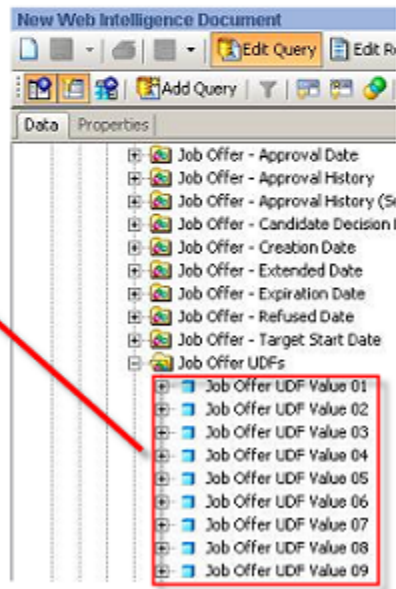 New Web Intelligence Document
Edit Query Edit
Add Query
Data Properties
Job Offer - Approval Date
Job Offer - Approval History
Job Offer - Approval History
Job Offer - Candidate Decision
Job Offer - Creation Date
Job Offer - Extended Date
Job Offer - Expiration Date
Job Offer - Refused Date
Job Offer - Target Start Date
Job Offer UDFs
Job Offer UDF Value 01
Job Offer UDF Value 02
Job Offer UDF Value 03
Job Offer UDF Value 04
Job Offer UDF Value 05
Job Offer UDF Value 06
Job Offer UDF Value 07
Job Offer UDF Value 08
Job Offer UDF Value 09